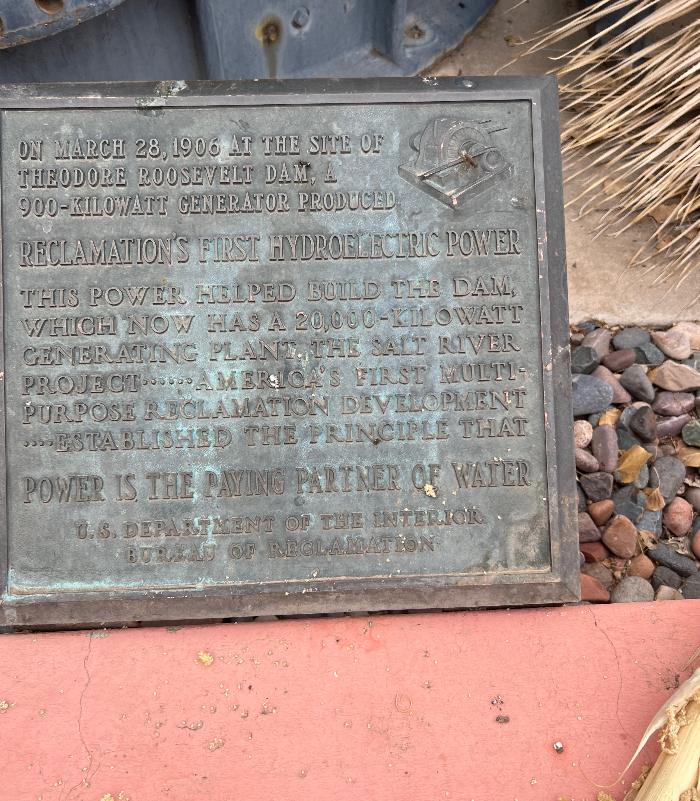 ON MARCH 28, 1906 AT THE SITE OF
THEODORE ROOSEVELT DAM, A
900-KILOWATT GENERATOR PRODUCED
RECLAMATION'S FIRST HYDROELECTRIC POWER
THIS POWER HELPED BUILD THE DAM,
WHICH NOW HAS A 20,000-KILOWATT
GENERATING PLANT. THE SALT RIVER
PROJECT······AMERICA'S FIRST MULTI-
PURPOSE RECLAMATION DEVELOPMENT
····ESTABLISHED THE PRINCIPLE THAT
POWER IS THE PAYING PARTNER OF WATER
U.S. DEPARTMENT OF THE INTERIOR
BUREAU OF RECLAMATION